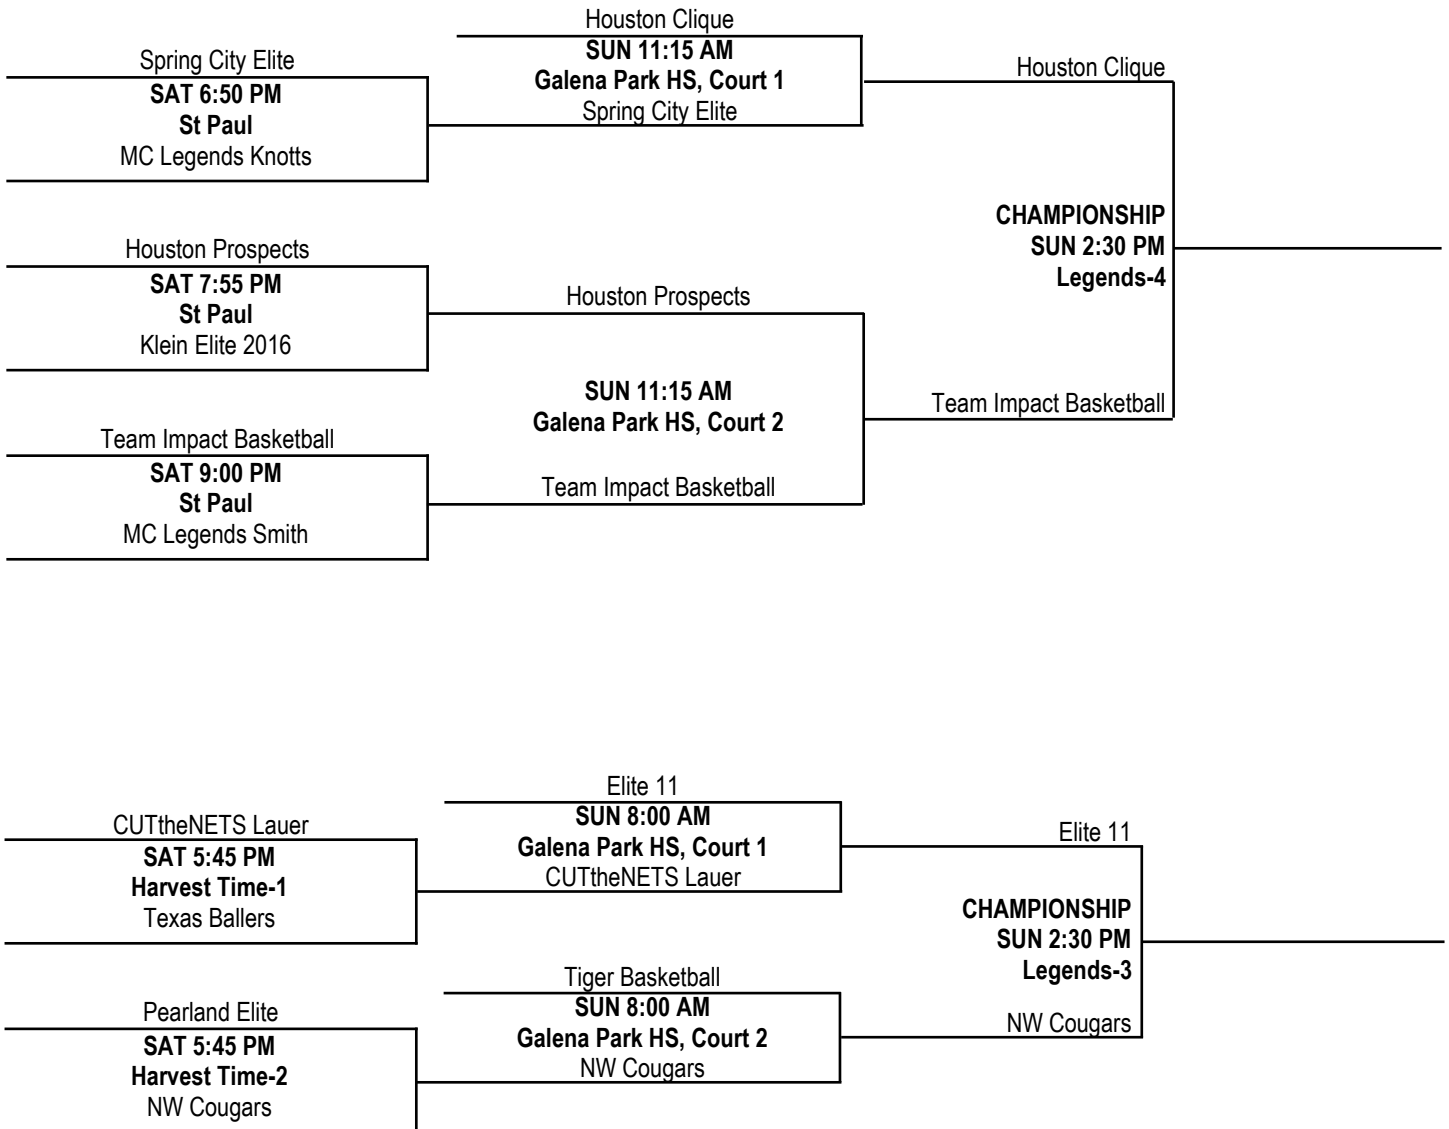 Houston Clique
SUN 11:15 AM
Galena Park HS, Court 1
Spring City Elite
Spring City Elite
SAT 6:50 PM
St Paul
MC Legends Knotts
Houston Clique
CHAMPIONSHIP
SUN 2:30 PM
Legends-4
Team Impact Basketball
Houston Prospects
SAT 7:55 PM
St Paul
Klein Elite 2016
Houston Prospects
SUN 11:15 AM
Galena Park HS, Court 2
Team Impact Basketball
Team Impact Basketball
SAT 9:00 PM
St Paul
MC Legends Smith
Elite 11
SUN 8:00 AM
Galena Park HS, Court 1
CUTtheNETS Lauer
CUTtheNETS Lauer
SAT 5:45 PM
Harvest Time-1
Texas Ballers
Elite 11
CHAMPIONSHIP
SUN 2:30 PM
Legends-3
NW Cougars
Tiger Basketball
SUN 8:00 AM
Galena Park HS, Court 2
NW Cougars
Pearland Elite
SAT 5:45 PM
Harvest Time-2
NW Cougars